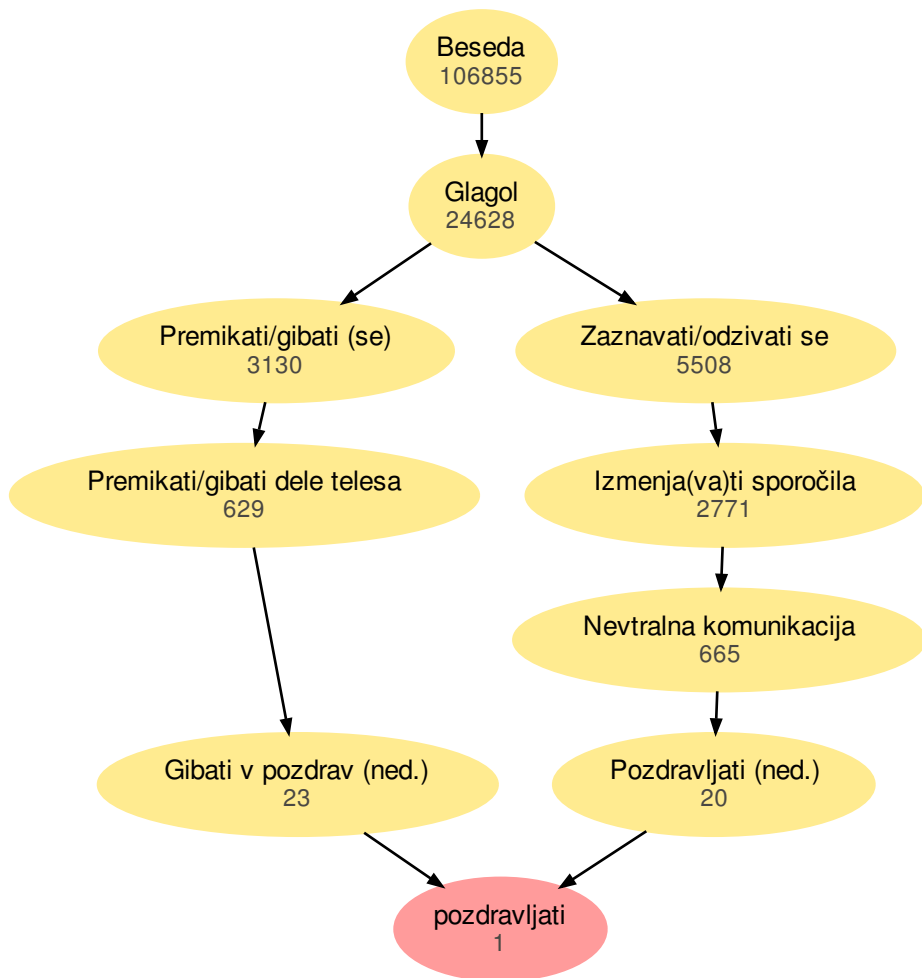 Beseda
106855
Glagol
24628
Premikati/gibati (se)
3130
Zaznavati/odzivati se
5508
Premikati/gibati dele telesa
629
Izmenja(va)ti sporočila
2771
Nevtralna komunikacija
665
Gibati v pozdrav (ned.)
23
Pozdravljati (ned.)
20
pozdravljati
1